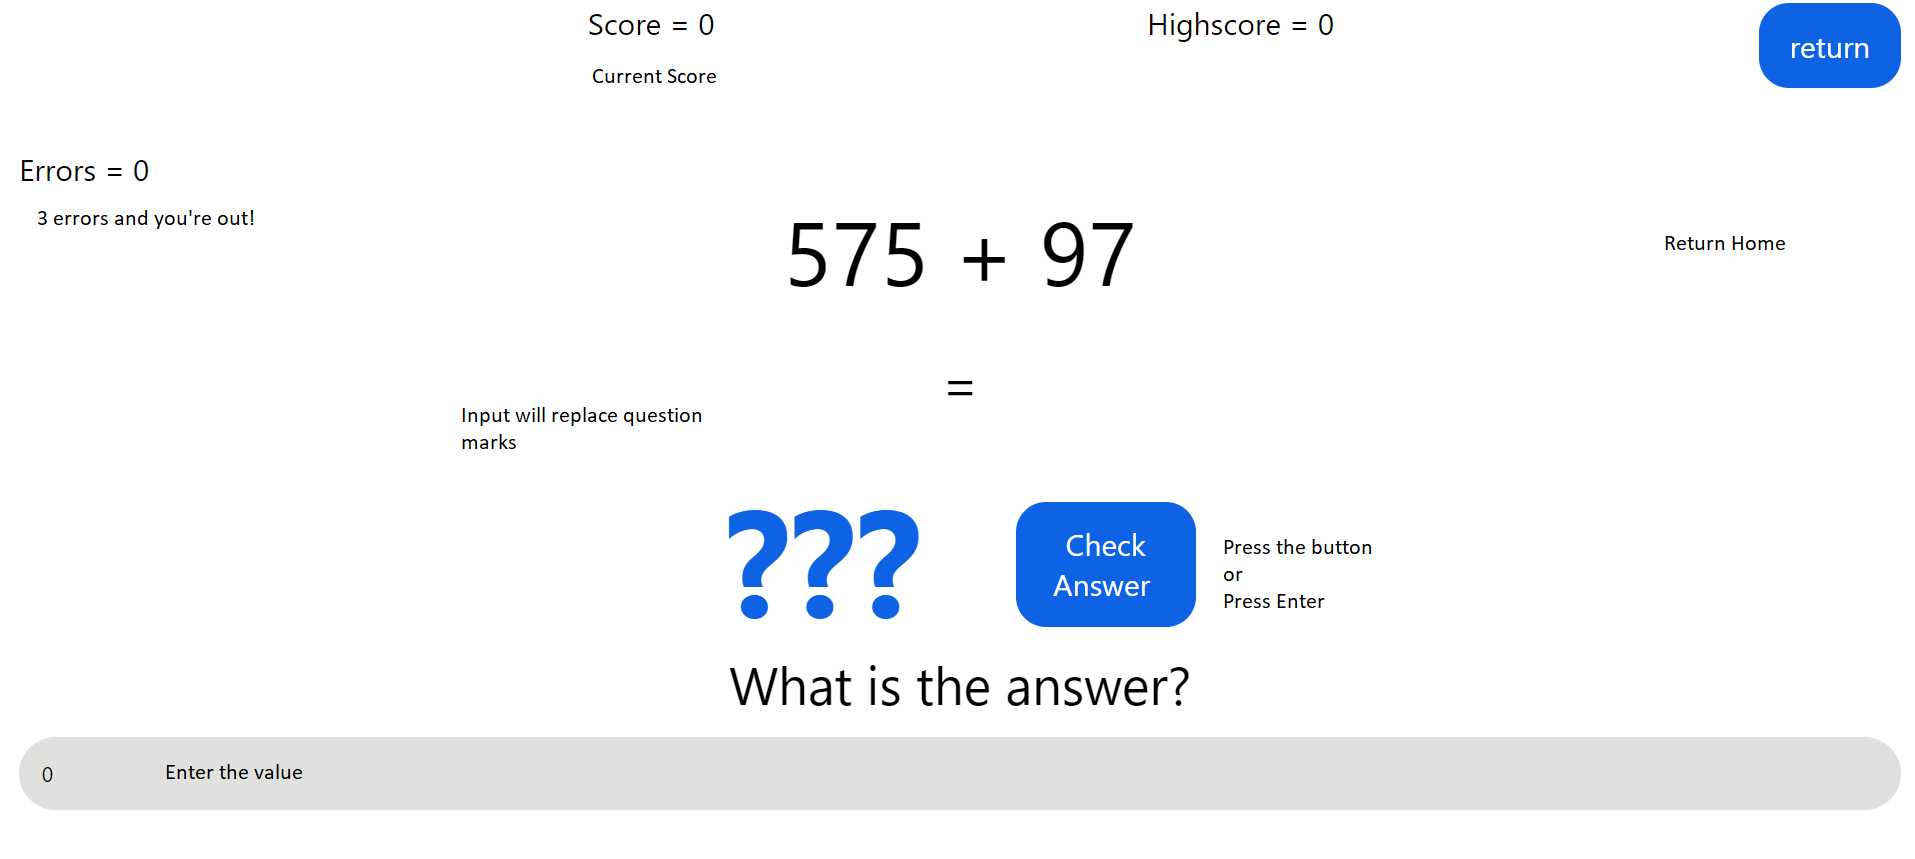 Score = 0
Highscore = 0
return
Current Score
Errors = 0
3 errors and you're out!
575 + 97
Return Home
=
Input will replace question
marks
???
Check
Answer
Press the button
or
Press Enter
What is the answer?
0
Enter the value